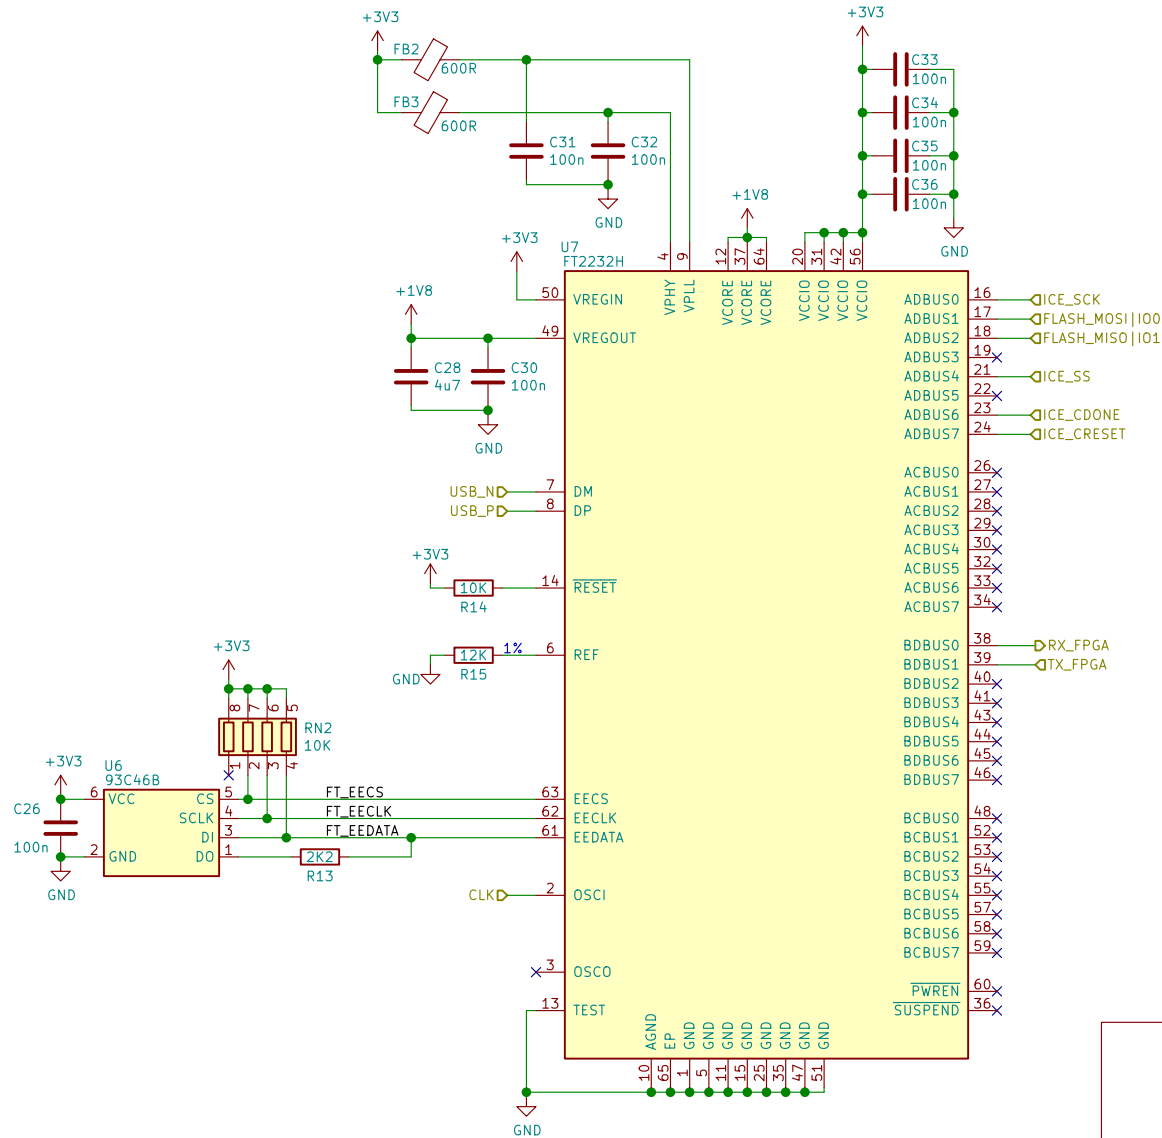 +3V3
FB2
600R
FB3
600R
C31
100n
C32
100n
GND
+3V3
C33
100n
C34
100n
C35
100n
C36
100n
GND
+1V8
+3V3
U7
FT2232H
4
9
12
37
64
20
31
42
56
VPHY
VPLL
VCORE
VCORE
VCORE
VCCIO
VCCIO
VCCIO
VCCIO
50 VREGIN
+1V8
49 VREGOUT
C28
4u7
C30
100n
GND
USB_N 7 DM
USB_P 8 DP
+3V3
10K
R14
14 RESET
GND
12K
R15
1% 6 REF
+3V3
8 7 6 5
RN2
10K
1 2 3 4
+3V3
U6
93C46B
C26
100n
GND
6 VCC
2 GND
CS 5
SCLK 4
DI 3
DO 1
FT_EECS
FT_EECLK
FT_EEDATA
2K2
R13
63 EECS
62 EECLK
61 EEDATA
CLK 2 OSCI
3 OSCO
13 TEST
GND
AGND
EP
GND
GND
GND
GND
GND
GND
GND
GND
10
65
1
5
11
15
25
35
47
51
ADBUS0 16 ICE_SCK
ADBUS1 17 FLASH_MOSI|IO0
ADBUS2 18 FLASH_MISO|IO1
ADBUS3 19
ADBUS4 21 ICE_SS
ADBUS5 22
ADBUS6 23 ICE_CDONE
ADBUS7 24 ICE_CRESET
ACBUS0 26
ACBUS1 27
ACBUS2 28
ACBUS3 29
ACBUS4 30
ACBUS5 32
ACBUS6 33
ACBUS7 34
BDBUS0 38 RX_FPGA
BDBUS1 39 TX_FPGA
BDBUS2 40
BDBUS3 41
BDBUS4 43
BDBUS5 44
BDBUS6 45
BDBUS7 46
BCBUS0 48
BCBUS1 52
BCBUS2 53
BCBUS3 54
BCBUS4 55
BCBUS5 57
BCBUS6 58
BCBUS7 59
PWREN 60
SUSPEND 36